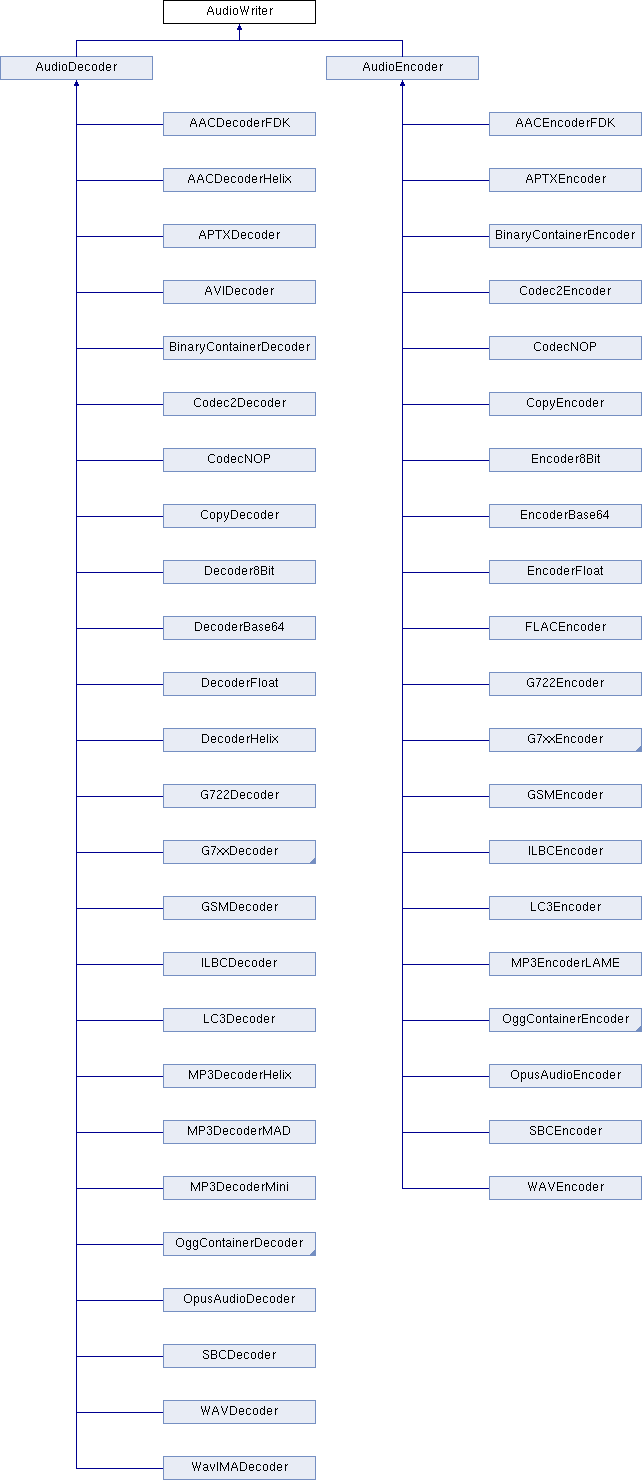 AudioWriter
AudioDecoder
AudioEncoder
AACDecoderFDK
AACEncoderFDK
AACDecoderHelix
APTXEncoder
APTXDecoder
BinaryContainerEncoder
AVIDecoder
Codec2Encoder
BinaryContainerDecoder
CodecNOP
Codec2Decoder
CopyEncoder
CodecNOP
Encoder8Bit
CopyDecoder
EncoderBase64
Decoder8Bit
EncoderFloat
DecoderBase64
FLACEncoder
DecoderFloat
G722Encoder
DecoderHelix
G7xxEncoder
G722Decoder
GSMEncoder
G7xxDecoder
ILBCEncoder
GSMDecoder
LC3Encoder
ILBCDecoder
MP3EncoderLAME
LC3Decoder
OggContainerEncoder
MP3DecoderHelix
OpusAudioEncoder
MP3DecoderMAD
SBCEncoder
MP3DecoderMini
WAVEncoder
OggContainerDecoder
OpusAudioDecoder
SBCDecoder
WAVDecoder
WavIMADecoder